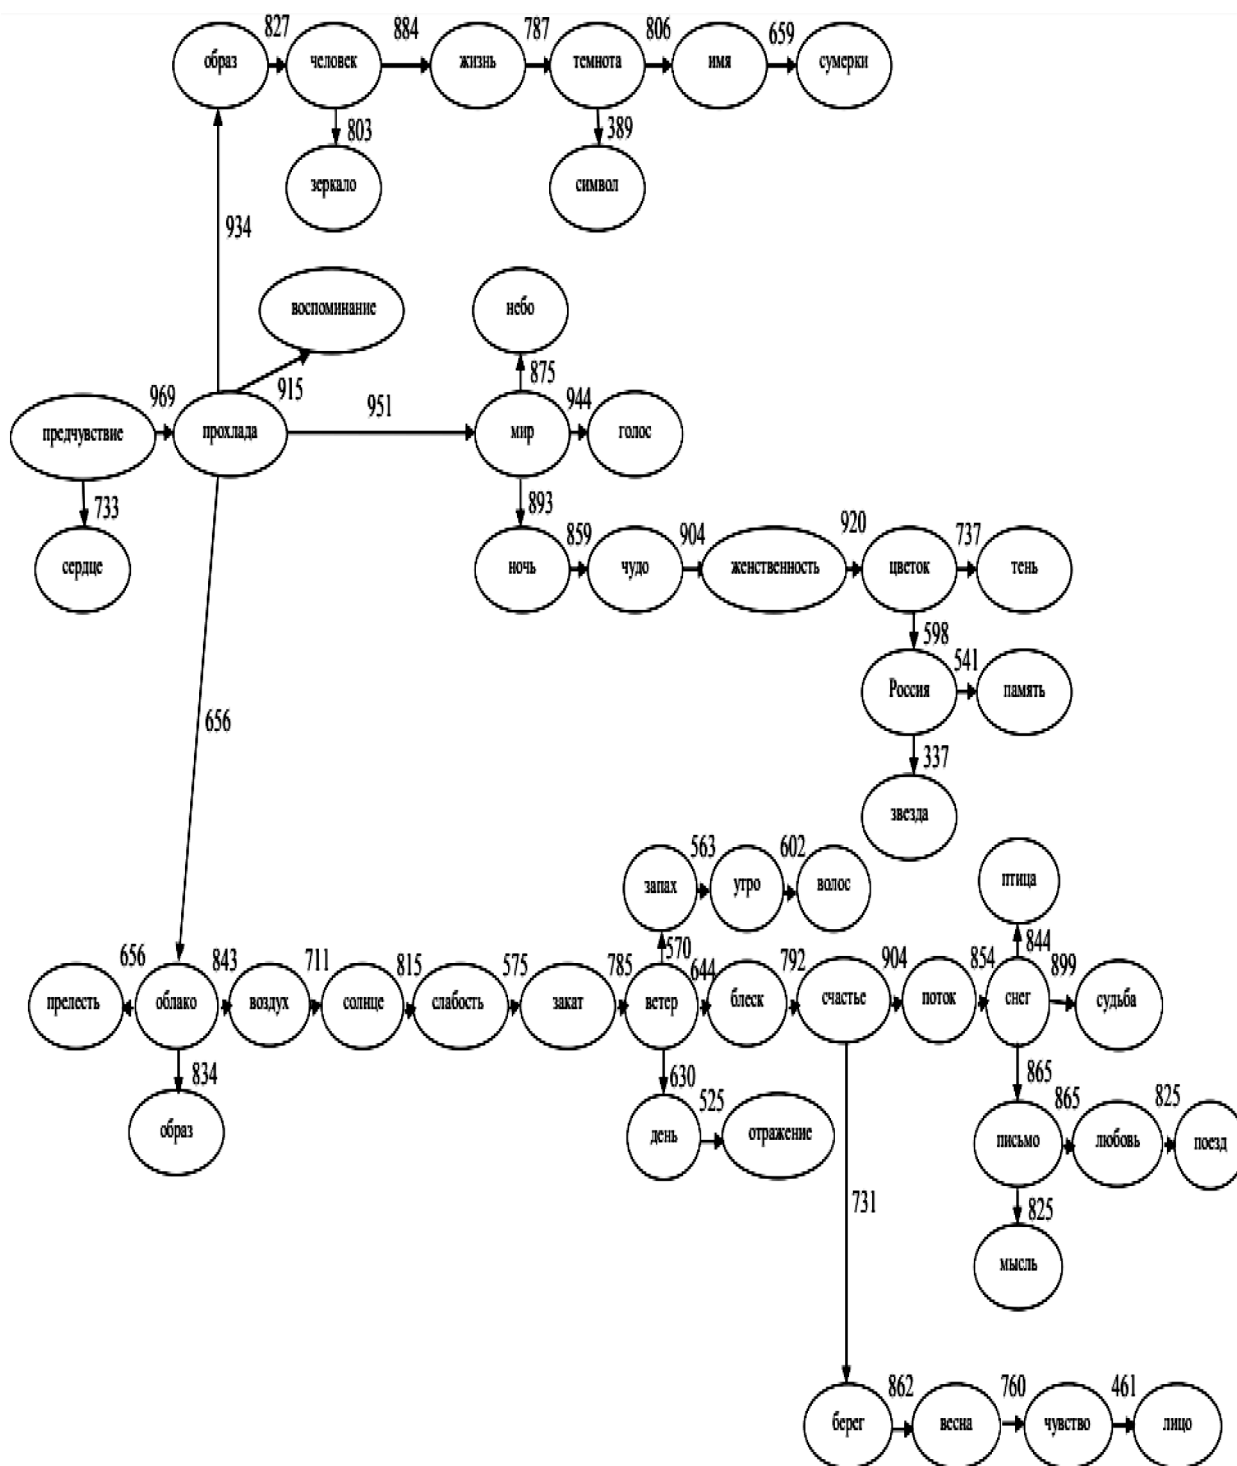 827 884 787 806 659
образ человек жизнь темнота имя сумерки
803 389
зеркало символ
934
воспоминание небо
875
969 915 951 944
предчувствие прохлада мир голос
733 893
859 904 920 737
сердце ночь чудо женственность цветок тень
598
541
Россия память
656
337
звезда
563 602
запах утро волос птица
570 844
656 843 711 815 575 785 644 792 904 854 899
прелесть облако воздух солнце слабость закат ветер блеск счастье поток снег судьба
834 630 865
525 865 825
образ день отражение письмо любовь поезд
731 825
мысль
862 760 461
берег весна чувство лицо